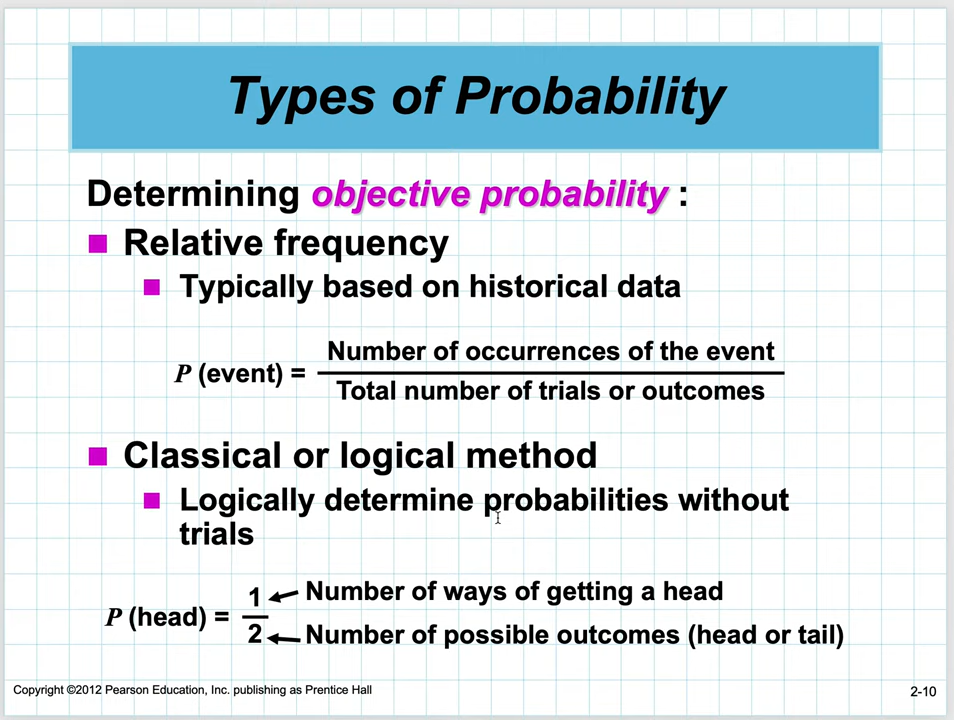 Types of Probability
Determining objective probability :
Relative frequency
Typically based on historical data
P (event) =
Number of occurrences of the event
Total number of trials or outcomes
Classical or logical method
Logically determine probabilities without
trials
P (head) =
1
Number of ways of getting a head
2
Number of possible outcomes (head or tail)
Copyright ©2012 Pearson Education, Inc. publishing as Prentice Hall
2-10